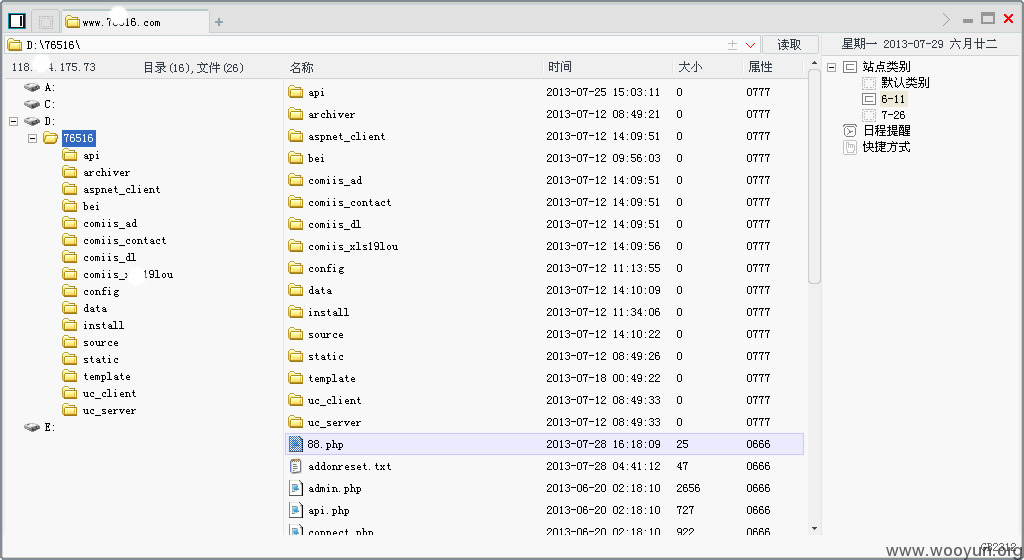 www.7 516.com
D:\76516\
读取
星期一 2013-07-29 六月廿二
118. 4.175.73
目录(16),文件(26)
A:
C:
D:
76516
api
archiver
aspnet_client
bei
comiis_ad
comiis_contact
comiis_dl
comiis_x 19lou
config
data
install
source
static
template
uc_client
uc_server
E:
名称 时间 大小 属性
api 2013-07-25 15:03:11 0 0777
archiver 2013-07-12 08:49:21 0 0777
aspnet_client 2013-07-12 14:09:51 0 0777
bei 2013-07-12 09:56:03 0 0777
comiis_ad 2013-07-12 14:09:51 0 0777
comiis_contact 2013-07-12 14:09:51 0 0777
comiis_dl 2013-07-12 14:09:51 0 0777
comiis_xls19lou 2013-07-12 14:09:56 0 0777
config 2013-07-12 11:13:55 0 0777
data 2013-07-12 14:10:09 0 0777
install 2013-07-12 11:34:06 0 0777
source 2013-07-12 14:10:22 0 0777
static 2013-07-12 08:49:26 0 0777
template 2013-07-18 00:49:22 0 0777
uc_client 2013-07-12 08:49:33 0 0777
uc_server 2013-07-12 08:49:33 0 0777
88.php 2013-07-28 16:18:09 25 0666
addonreset.txt 2013-07-28 04:41:12 47 0666
admin.php 2013-06-20 02:18:10 2656 0666
api.php 2013-06-20 02:18:10 727 0666
connect.php 2013-06-20 02:18:10 922 0666
站点类别
默认类别
6-11
7-26
日程提醒
快捷方式
GB2312
www.wooyun.org